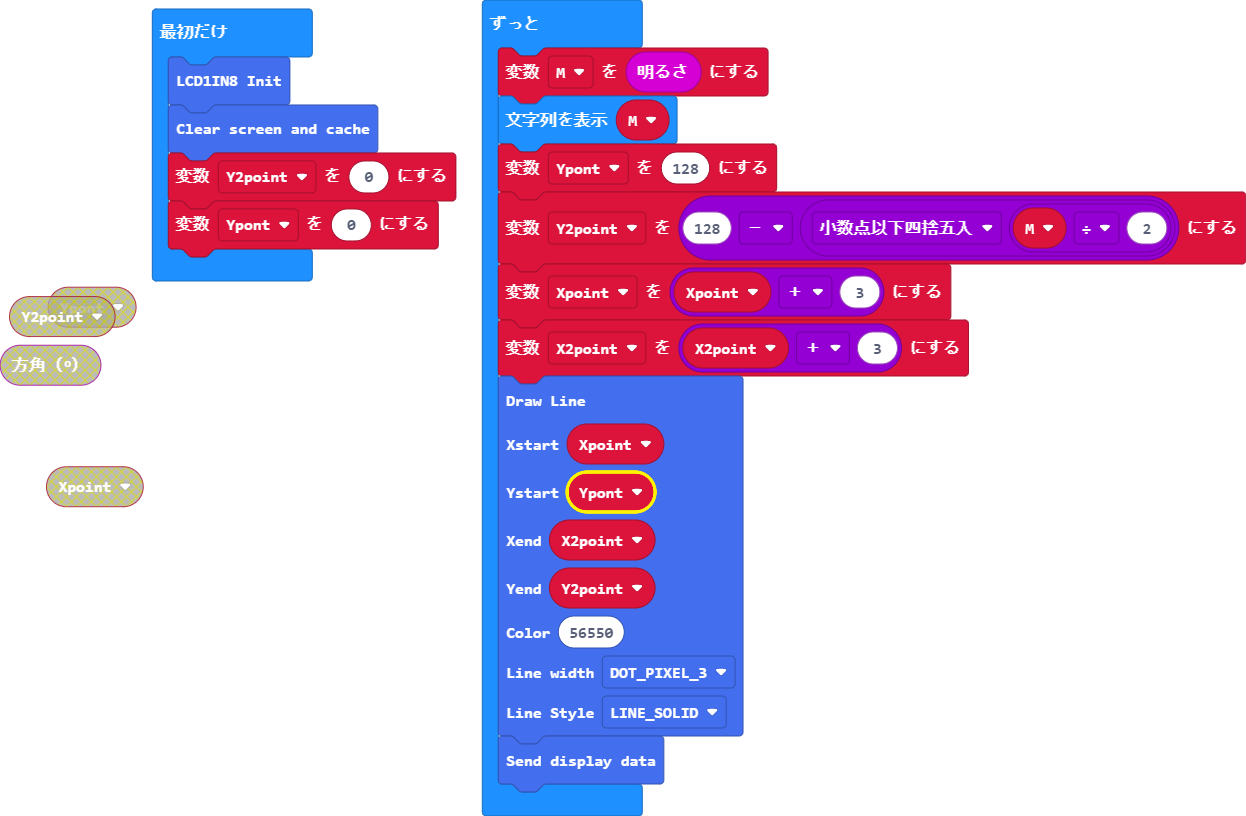 最初だけ
LCD1IN8 Init
Clear screen and cache
変数 Y2point を 0 にする
変数 Ypont を 0 にする
Y2point
方角 (°)
Xpoint
ずっと
変数 M を 明るさ にする
文字列を表示 M
変数 Ypont を 128 にする
変数 Y2point を 128 - 小数点以下四捨五入 M ÷ 2 にする
変数 Xpoint を Xpoint + 3 にする
変数 X2point を X2point + 3 にする
Draw Line
Xstart Xpoint
Ystart Ypont
Xend X2point
Yend Y2point
Color 56550
Line width DOT_PIXEL_3
Line Style LINE_SOLID
Send display data